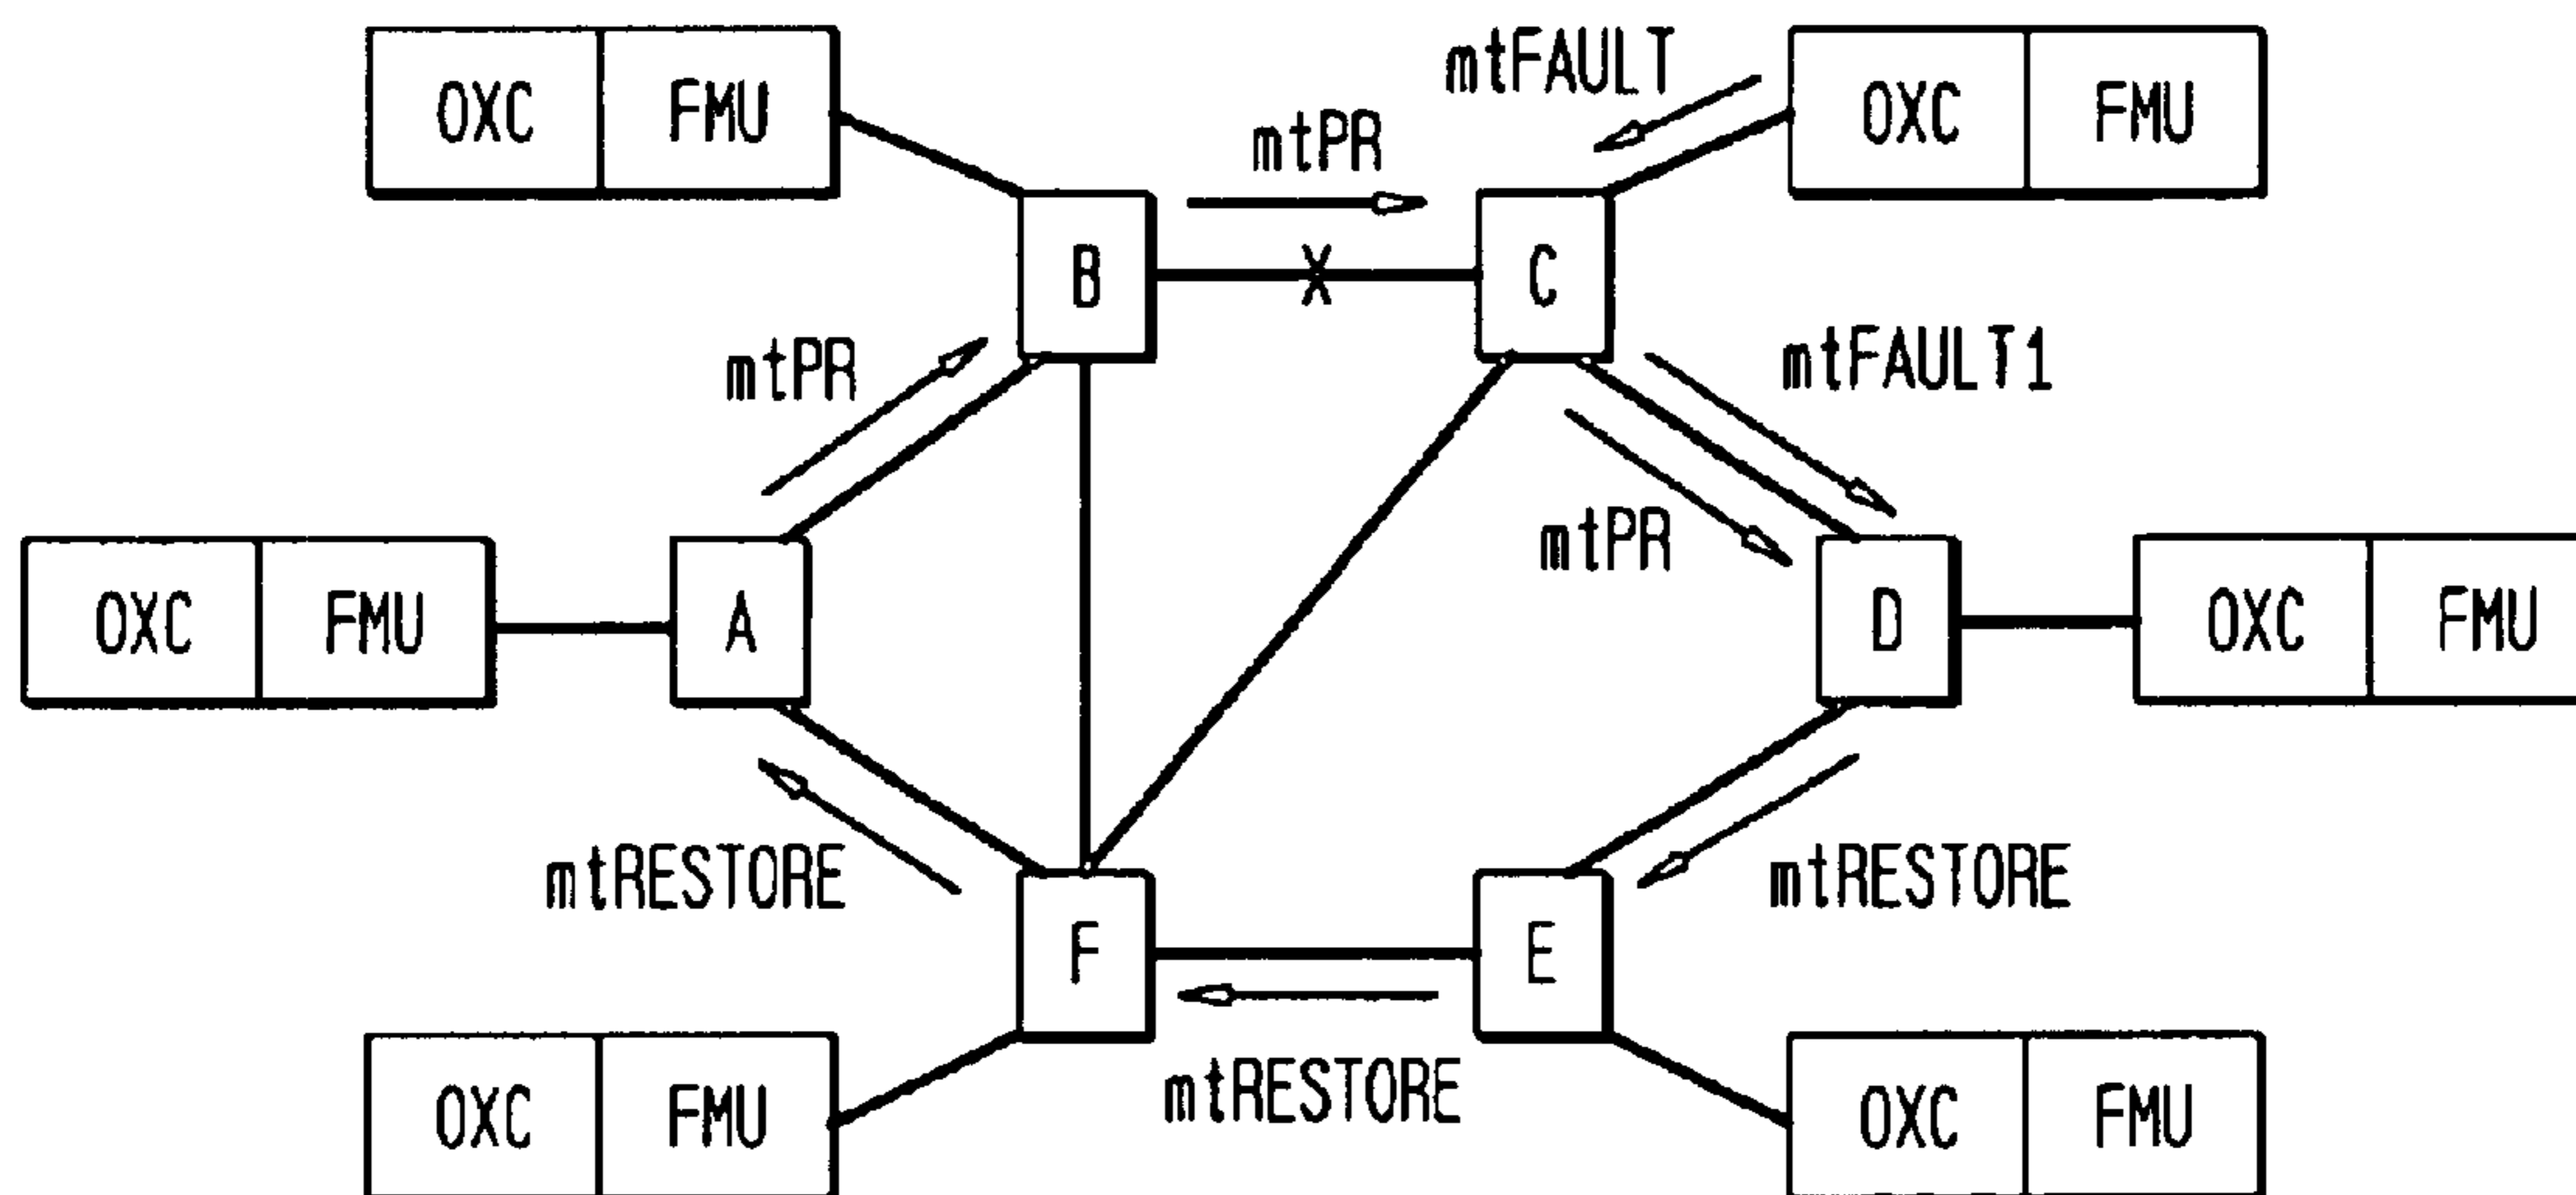 mtFAULT
OXC FMU
OXC FMU
mtPR
B
X
C
mtPR
mtFAULT1
mtPR
OXC FMU
A
D
OXC FMU
mtRESTORE
mtRESTORE
F
E
mtRESTORE
OXC FMU
OXC FMU